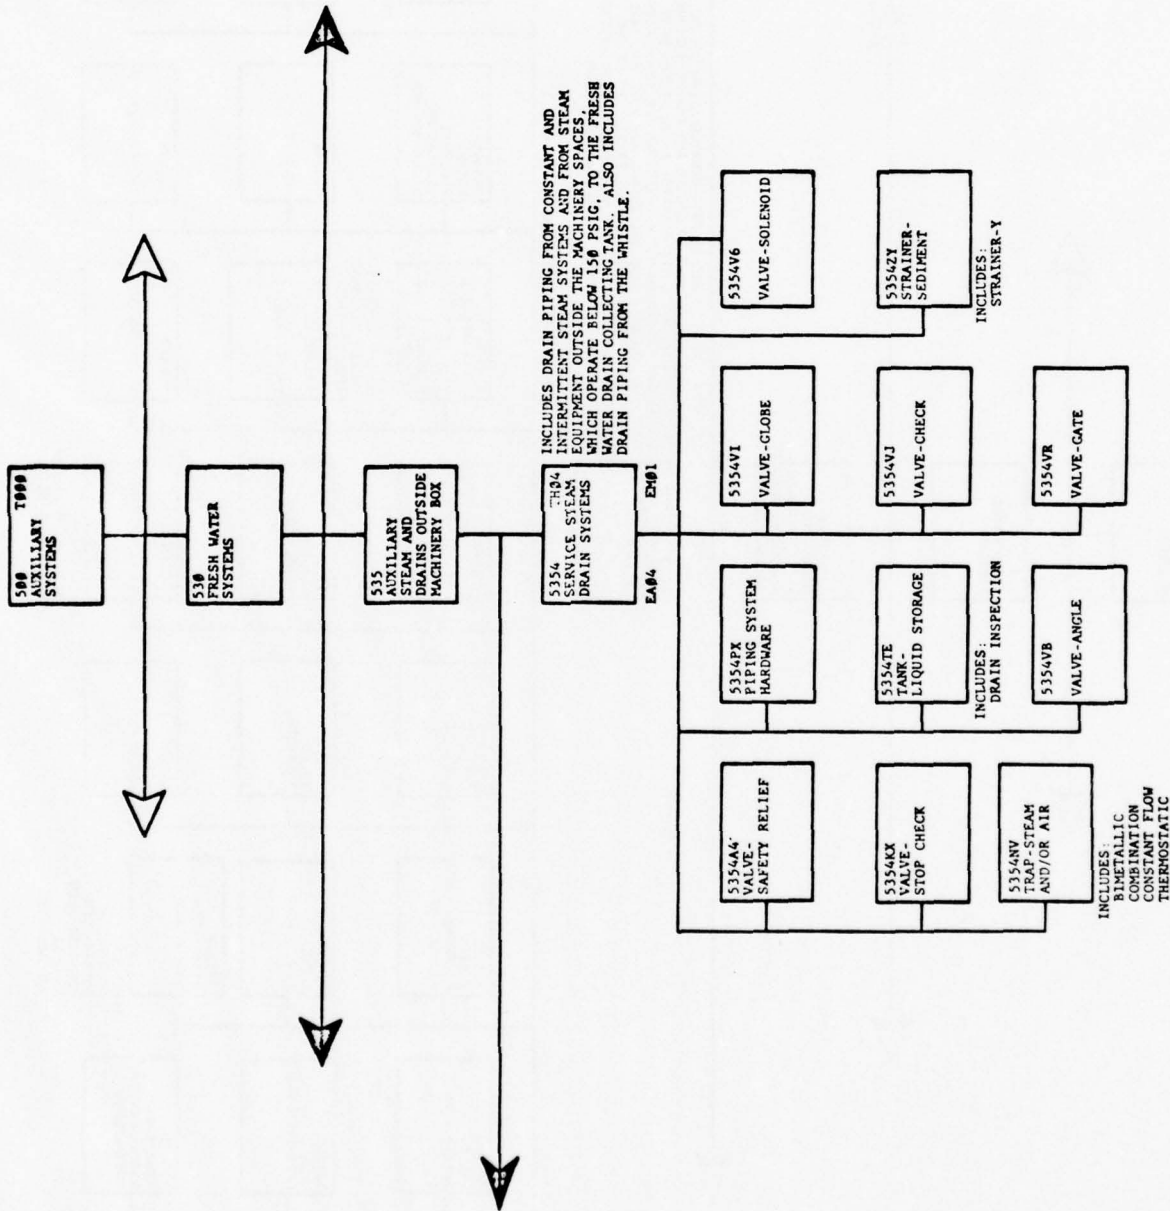 500 T000
AUXILIARY
SYSTEMS
530
FRESH WATER
SYSTEMS
535
AUXILIARY
STEAM AND
DRAINS OUTSIDE
MACHINERY BOX
5354 TH04
SERVICE STEAM
DRAIN SYSTEMS
EA04 EM01
INCLUDES DRAIN PIPING FROM CONSTANT AND
INTERMITTENT STEAM SYSTEMS AND FROM STEAM
EQUIPMENT OUTSIDE THE MACHINERY SPACES,
WHICH OPERATE BELOW 150 PSIG, TO THE FRESH
WATER DRAIN COLLECTING TANK. ALSO INCLUDES
DRAIN PIPING FROM THE WHISTLE.
5354A4
VALVE-
SAFETY RELIEF
5354KX
VALVE-
STOP CHECK
5354NV
TRAP-STEAM
AND/OR AIR
INCLUDES:
BIMETALLIC
COMBINATION
CONSTANT FLOW
THERMOSTATIC
5354PX
PIPING SYSTEM
HARDWARE
5354TE
TANK-
LIQUID STORAGE
INCLUDES:
DRAIN INSPECTION
5354VB
VALVE-ANGLE
5354VI
VALVE-GLOBE
5354VJ
VALVE-CHECK
5354VR
VALVE-GATE
5354V6
VALVE-SOLENOID
5354ZY
STRAINER-
SEDIMENT
INCLUDES:
STRAINER-Y